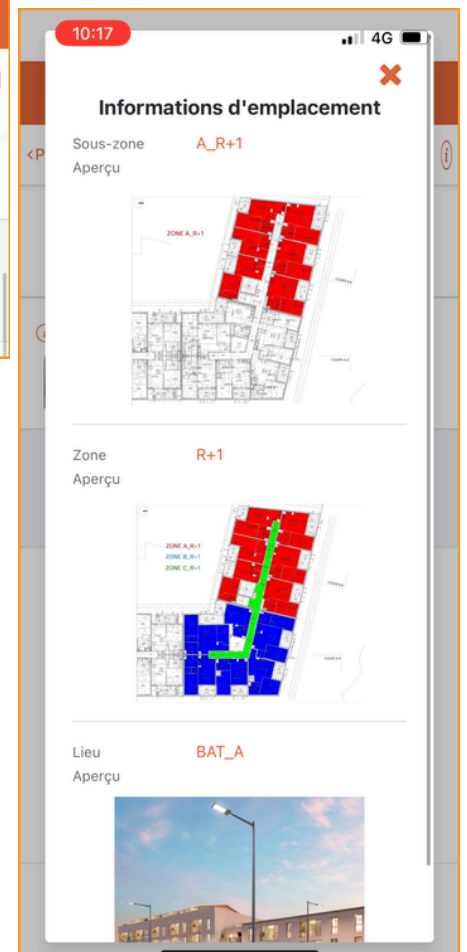 10:17
4G
Informations d'emplacement
<P
Sous-zone A_R+1
Aperçu
ZONE A_R+1
Zone R+1
Aperçu
ZONE A_R+1
ZONE B_R+1
ZONE C_R+1
Lieu BAT_A
Aperçu